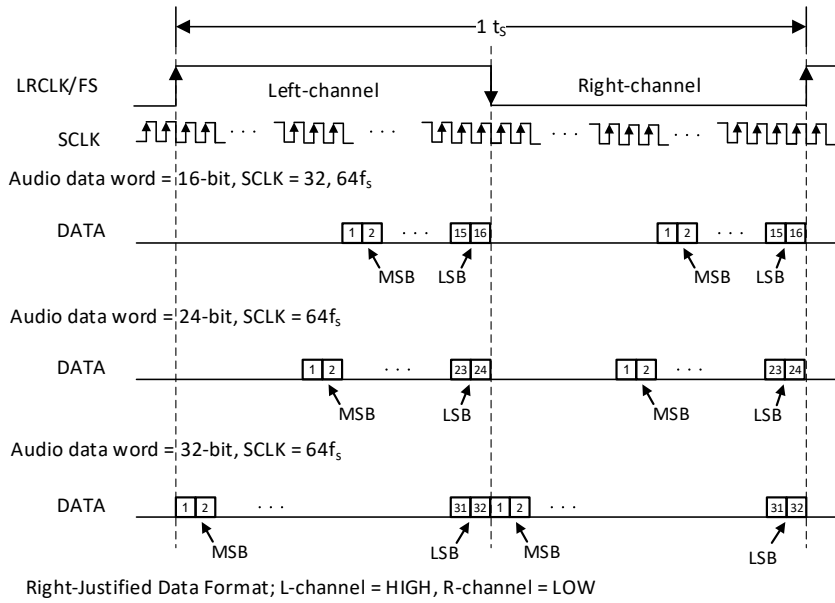 1 tS
LRCLK/FS
Left-channel
Right-channel
SCLK
. . .
. . .
. . .
. . .
Audio data word = 16-bit, SCLK = 32, 64fs
DATA
1 2 . . . 15 16 1 2 . . . 15 16
MSB LSB MSB LSB
Audio data word = 24-bit, SCLK = 64fs
DATA
1 2 . . . 23 24 1 2 . . . 23 24
MSB LSB MSB LSB
Audio data word = 32-bit, SCLK = 64fs
DATA
1 2 . . . 31 32 1 2 . . . 31 32
MSB LSB MSB LSB
Right-Justified Data Format; L-channel = HIGH, R-channel = LOW